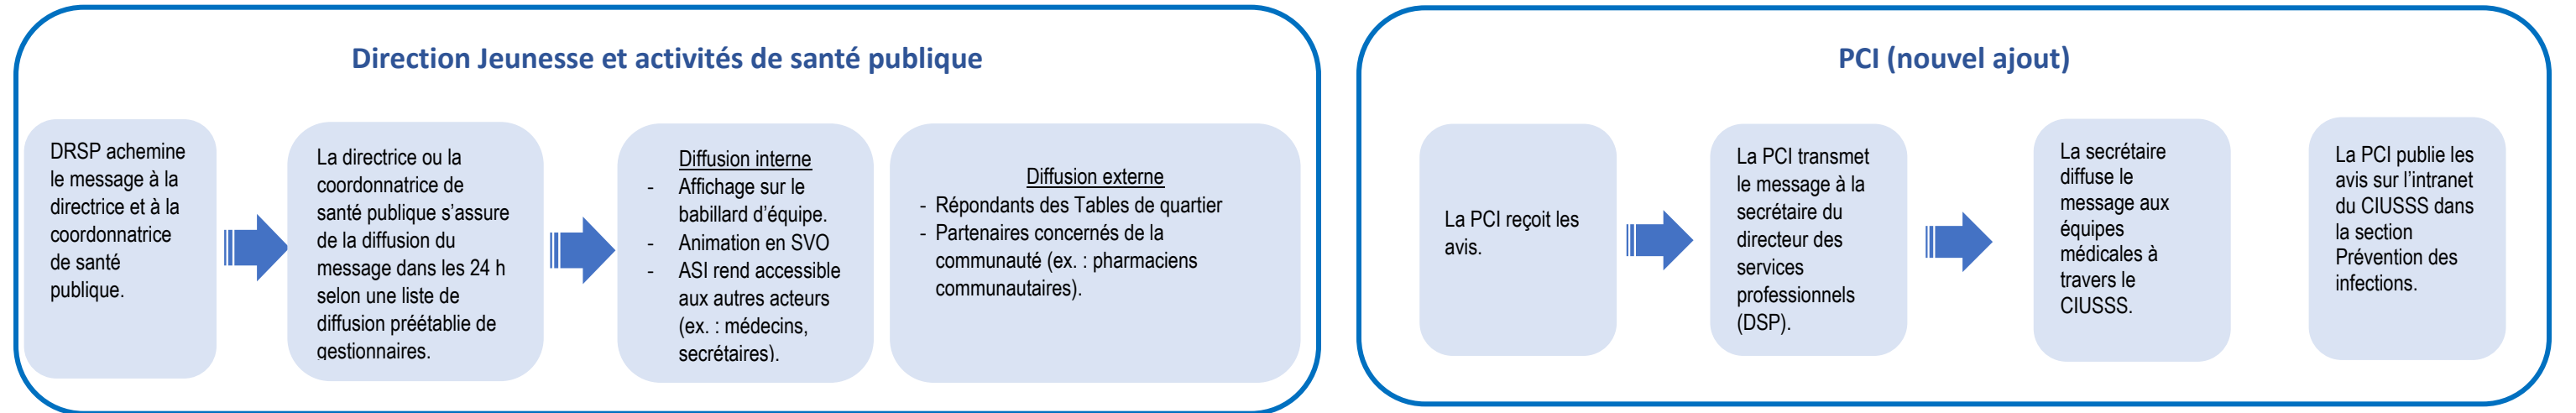 Direction Jeunesse et activités de santé publique
DRSP achemine
le message à la
directrice et à la
coordonnatrice
de santé
publique.
La directrice ou la
coordonnatrice de
santé publique s’assure
de la diffusion du
message dans les 24 h
selon une liste de
diffusion préétablie de
gestionnaires.
Diffusion interne
- Affichage sur le
babillard d’équipe.
- Animation en SVO
- ASI rend accessible
aux autres acteurs
(ex. : médecins,
secrétaires).
Diffusion externe
- Répondants des Tables de quartier
- Partenaires concernés de la
communauté (ex. : pharmaciens
communautaires).
PCI (nouvel ajout)
La PCI reçoit les
avis.
La PCI transmet
le message à la
secrétaire du
directeur des
services
professionnels
(DSP).
La secrétaire
diffuse le
message aux
équipes
médicales à
travers le
CIUSSS.
La PCI publie les
avis sur l’intranet
du CIUSSS dans
la section
Prévention des
infections.